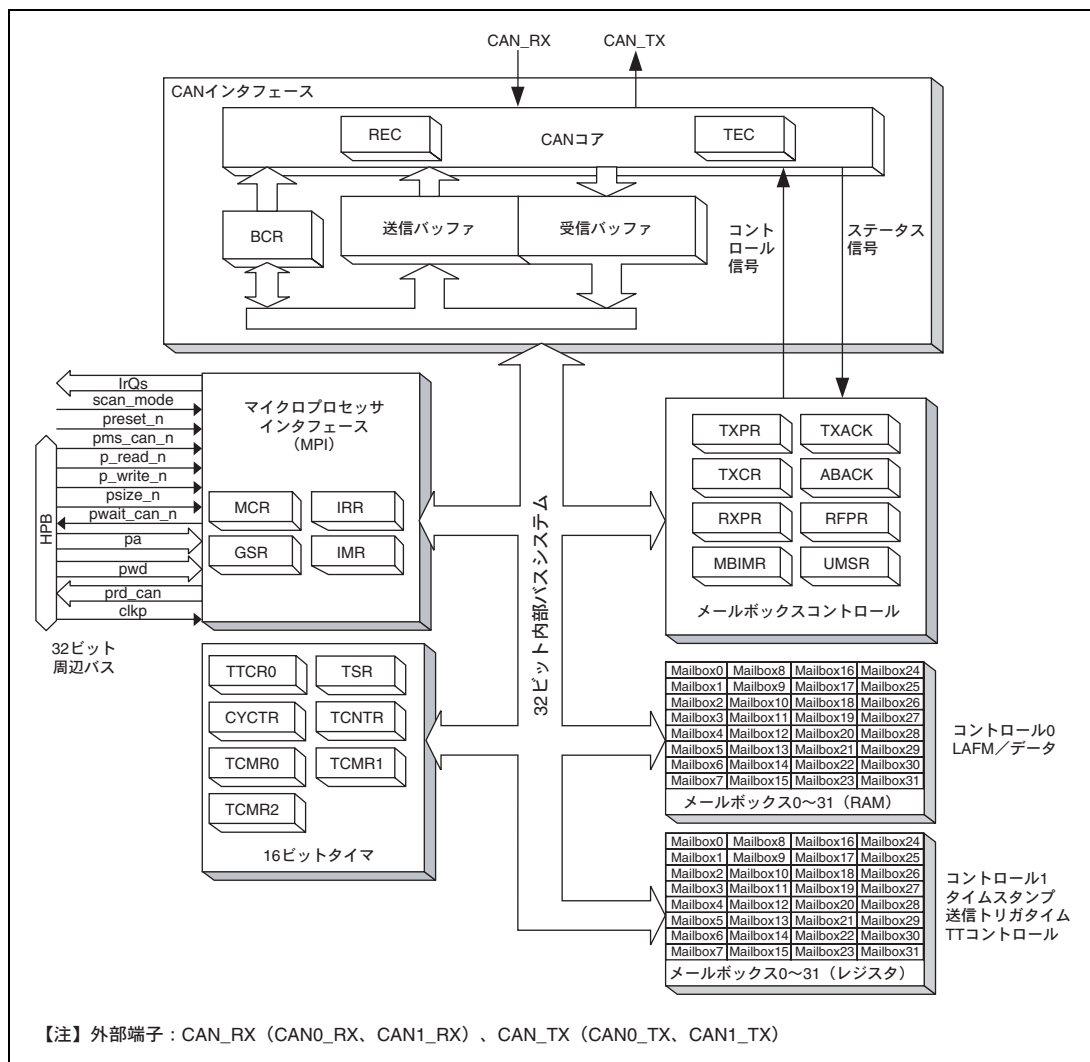 CAN_RX
CAN_TX
CANインタフェース
REC
CANコア
TEC
BCR
送信バッファ
受信バッファ
コント
ロール
信号
ステータス
信号
IrQs
scan_mode
preset_n
pms_can_n
p_read_n
p_write_n
psize_n
pwait_can_n
pa
pwd
prd_can
clkp
HPB
32ビット
周辺バス
マイクロプロセッサ
インタフェース
（MPI）
MCR
IRR
GSR
IMR
32ビット内部バスシステム
TXPR
TXACK
TXCR
ABACK
RXPR
RFPR
MBIMR
UMSR
メールボックスコントロール
TTCR0
TSR
CYCTR
TCNTR
TCMR0
TCMR1
TCMR2
16ビットタイマ
Mailbox0 Mailbox8 Mailbox16 Mailbox24
Mailbox1 Mailbox9 Mailbox17 Mailbox25
Mailbox2 Mailbox10 Mailbox18 Mailbox26
Mailbox3 Mailbox11 Mailbox19 Mailbox27
Mailbox4 Mailbox12 Mailbox20 Mailbox28
Mailbox5 Mailbox13 Mailbox21 Mailbox29
Mailbox6 Mailbox14 Mailbox22 Mailbox30
Mailbox7 Mailbox15 Mailbox23 Mailbox31
メールボックス0～31（RAM）
コントロール0
LAFM／データ
Mailbox0 Mailbox8 Mailbox16 Mailbox24
Mailbox1 Mailbox9 Mailbox17 Mailbox25
Mailbox2 Mailbox10 Mailbox18 Mailbox26
Mailbox3 Mailbox11 Mailbox19 Mailbox27
Mailbox4 Mailbox12 Mailbox20 Mailbox28
Mailbox5 Mailbox13 Mailbox21 Mailbox29
Mailbox6 Mailbox14 Mailbox22 Mailbox30
Mailbox7 Mailbox15 Mailbox23 Mailbox31
メールボックス0～31（レジスタ）
コントロール1
タイムスタンプ
送信トリガタイム
TTコントロール
【注】外部端子：CAN_RX（CAN0_RX、CAN1_RX）、CAN_TX（CAN0_TX、CAN1_TX）